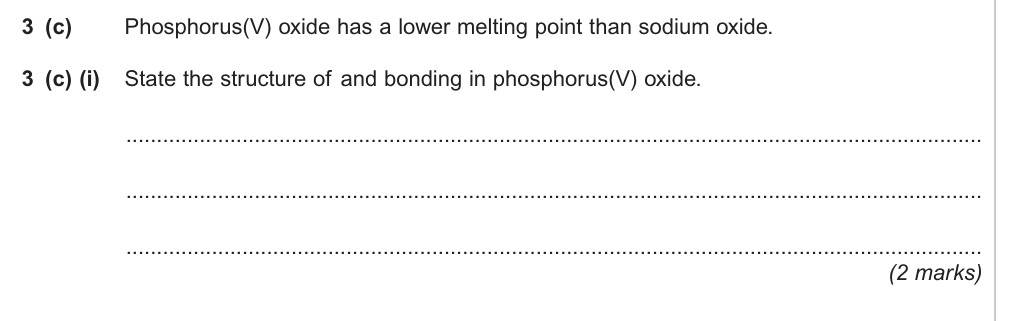 3 (c) Phosphorus(V) oxide has a lower melting point than sodium oxide.
3 (c) (i) State the structure of and bonding in phosphorus(V) oxide.
(2 marks)